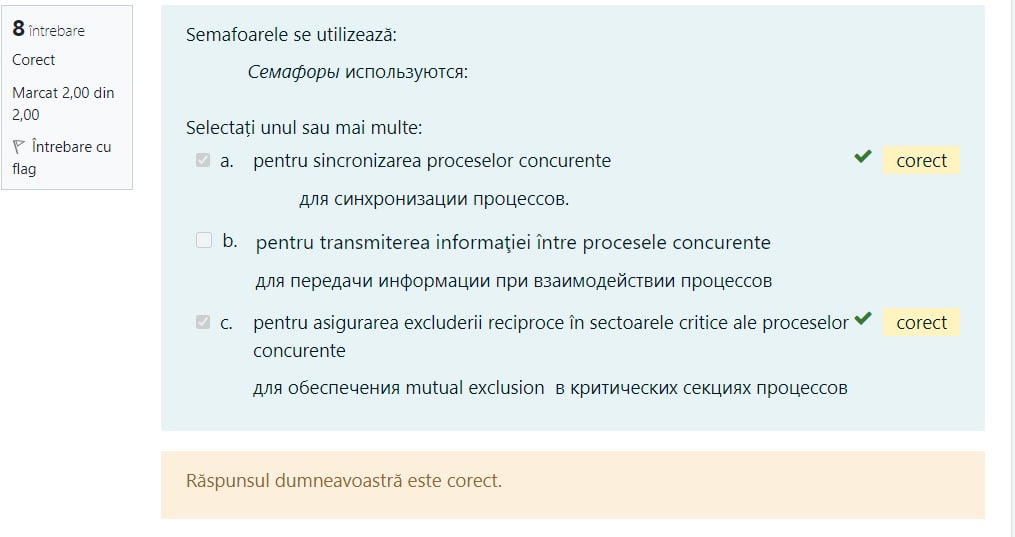 8 întrebare
Corect
Marcat 2,00 din
2,00
Întrebare cu
flag
Semafoarele se utilizează:
Семафоры используются:
Selectați unul sau mai multe:
a. pentru sincronizarea proceselor concurente corect
для синхронизации процессов.
b. pentru transmiterea informaţiei între procesele concurente
для передачи информации при взаимодействии процессов
c. pentru asigurarea excluderii reciproce în sectoarele critice ale proceselor corect
concurente
для обеспечения mutual exclusion в критических секциях процессов
Răspunsul dumneavoastră este corect.